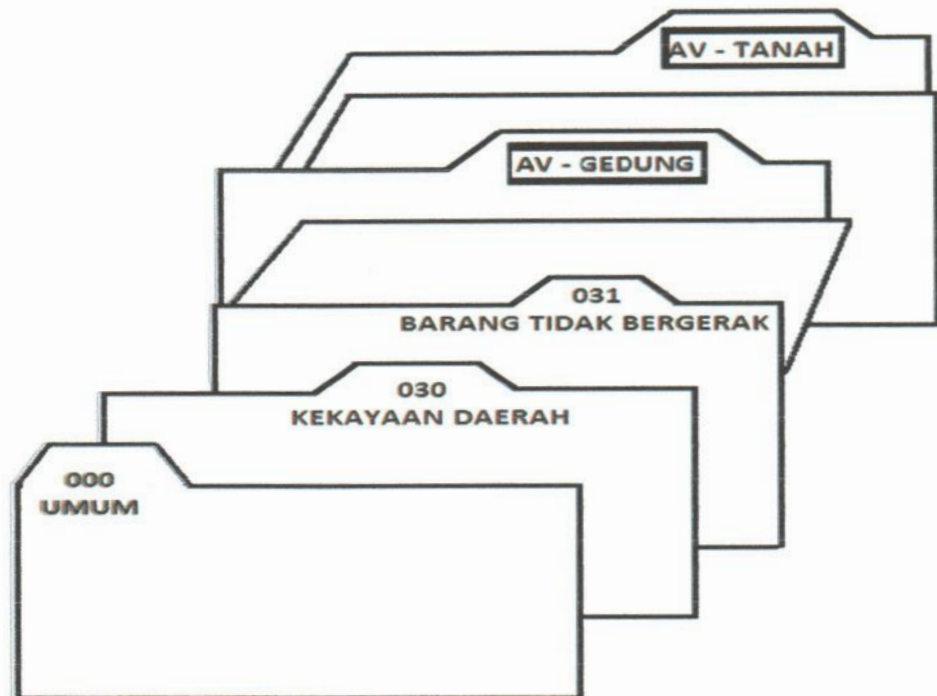 AV - TANAH
AV - GEDUNG
031
BARANG TIDAK BERGERAK
030
KEKAYAAN DAERAH
000
UMUM